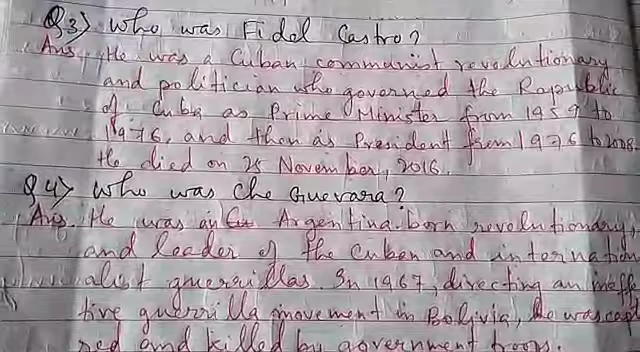 Q3> Who was Fidel Castro?
Ans. He was a Cuban communist revolutionary
and politician who governed the Republic
of Cuba as Prime Minister from 1959 to
1976, and then as President from 1976 to 2008.
He died on 25 November, 2016.
Q4> Who was Che Guevara?
Ans. He was an Argentina-born revolutionary,
and leader of the Cuban and internation
alist guerrillas. In 1967, directing an ineffe
tive guerrilla movement in Bolivia, he was capt
red and killed by government troops.